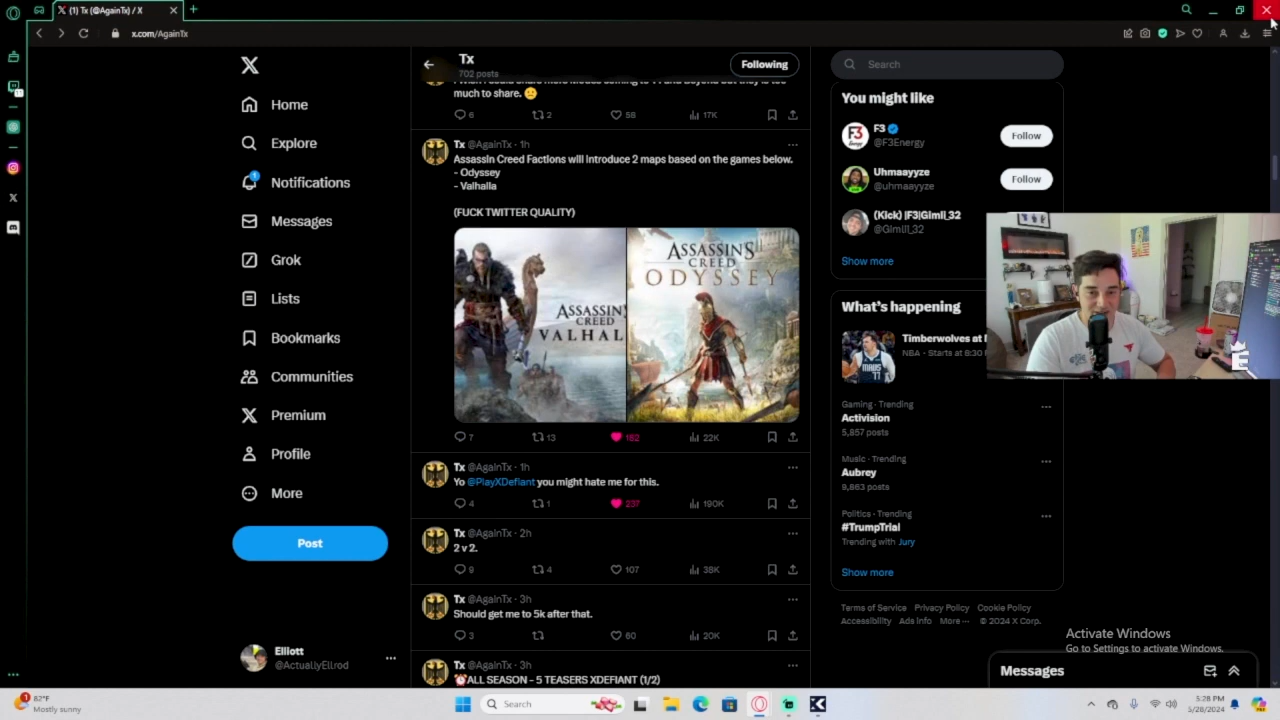 (1) Tx (@AgainTx) / X
x.com/AgainTx
Home
Explore
Notifications
Messages
Grok
Lists
Bookmarks
Communities
Premium
Profile
More
Post
Elliott
@ActuallyEllrod
Tx
702 posts
Following
much to share. 🙁
6 2 58 17K
Tx @AgainTx · 1h
Assassin Creed Factions will introduce 2 maps based on the games below.
- Odyssey
- Valhalla
(FUCK TWITTER QUALITY)
ASSASSIN'
CREED
VALHAL
ASSASSIN'S
CREED
ODYSSEY
7 13 182 22K
Tx @AgainTx · 1h
Yo @PlayXDefiant you might hate me for this.
4 1 237 190K
Tx @AgainTx · 2h
2 v 2.
9 4 107 38K
Tx @AgainTx · 3h
Should get me to 5k after that.
3 60 20K
Tx @AgainTx · 3h
⏰ALL SEASON - 5 TEASERS XDEFIANT (1/2)
Search
You might like
F3
@F3Energy
Follow
Uhmaayyze
@uhmaayyze
Follow
(Kick) |F3|Gimli_32
@Gimli1_32
Show more
What's happening
Timberwolves at
NBA · Starts at 8:30
Gaming · Trending
Activision
5,857 posts
Music · Trending
Aubrey
9,863 posts
Politics · Trending
#TrumpTrial
Trending with Jury
Show more
Terms of Service Privacy Policy Cookie Policy
Accessibility Ads info More ··· © 2024 X Corp.
Activate Windows
Go to Settings to activate Windows.
Messages
82°F
Mostly sunny
Search
5:28 PM
5/28/2024